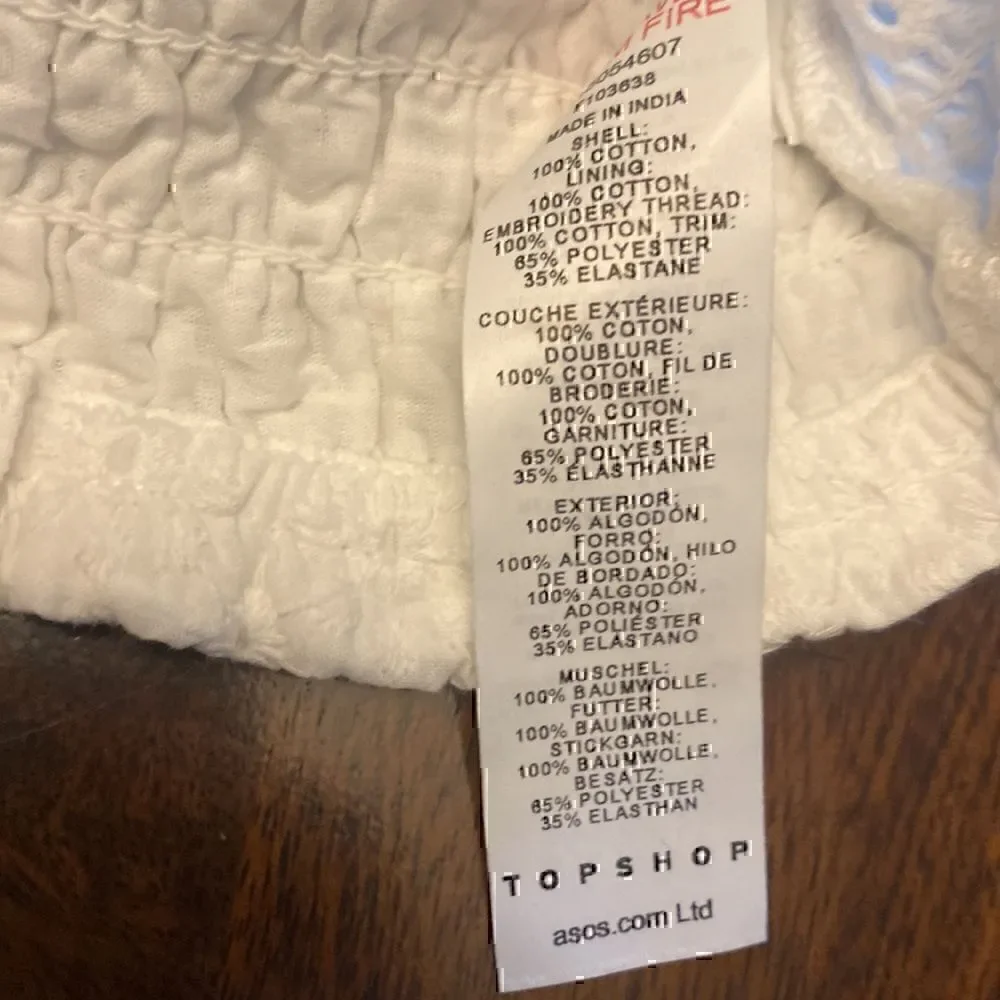 FIRE
054607
103638
MADE IN INDIA
SHELL:
100% COTTON,
LINING:
100% COTTON,
EMBROIDERY THREAD:
100% COTTON, TRIM:
65% POLYESTER
35% ELASTANE
COUCHE EXTÉRIEURE:
100% COTON,
DOUBLURE:
100% COTON, FIL DE
BRODERIE:
100% COTON,
GARNITURE:
65% POLYESTER
35% ÉLASTHANNE
EXTERIOR:
100% ALGODÓN,
FORRO:
100% ALGODÓN, HILO
DE BORDADO:
100% ALGODÓN,
ADORNO:
65% POLIÉSTER
35% ELASTANO
MUSCHEL:
100% BAUMWOLLE,
FUTTER:
100% BAUMWOLLE,
STICKGARN:
100% BAUMWOLLE,
BESATZ:
65% POLYESTER
35% ELASTHAN
TOPSHOP
asos.com Ltd